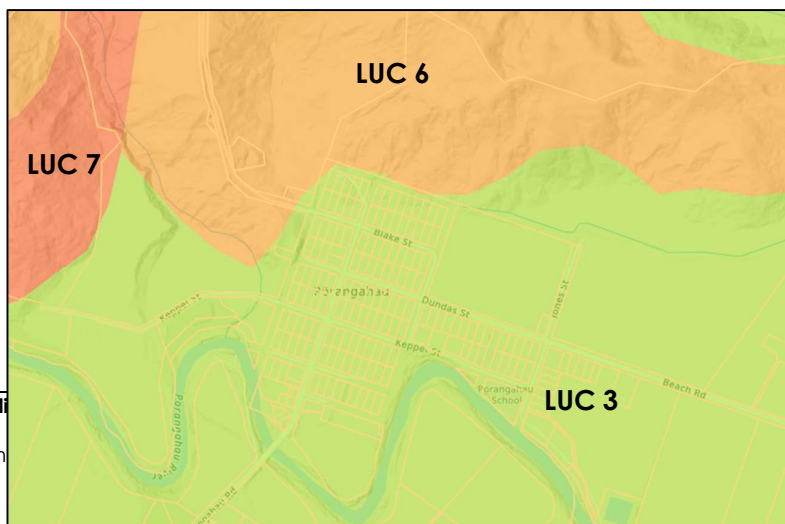 LUC 6
LUC 7
Blake St
Porangahau
Dundas St
Jones St
Keppel St
Keppel St
Beach Rd
Porangahau
School
LUC 3
Porangahau River
Rd